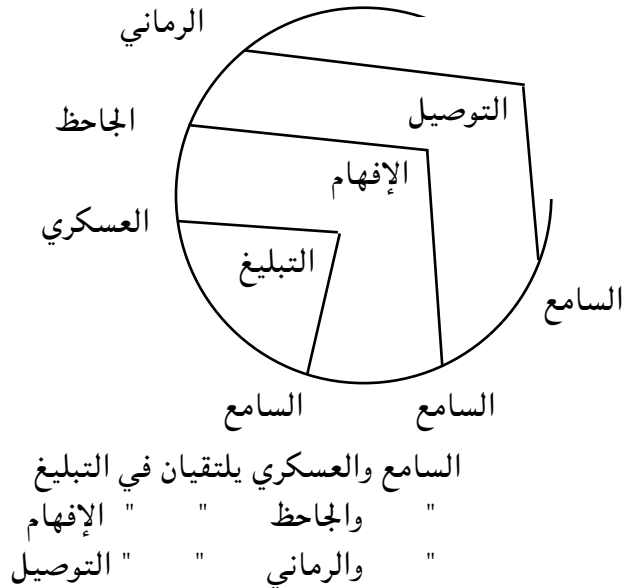 الرماني
التوصيل
الجاحظ
الإفهام
العسكري
التبليغ
السامع
السامع
السامع
السامع والعسكري يلتقيان في التبليغ
" والجاحظ " " الإفهام
" والرماني " " التوصيل